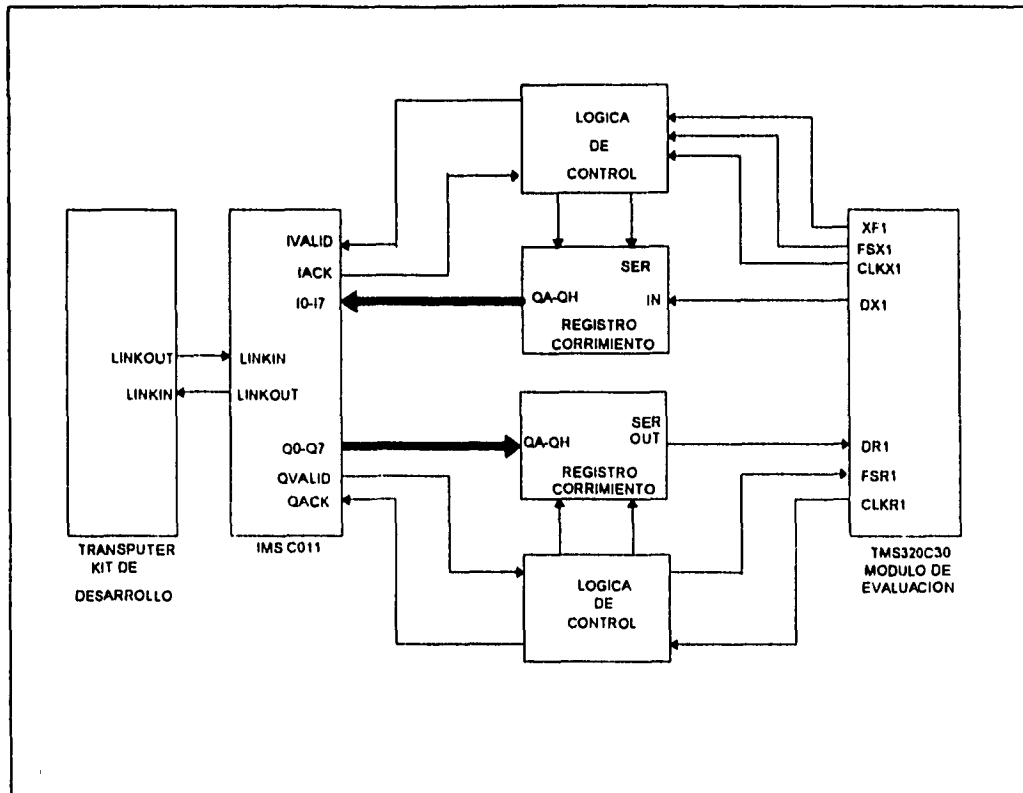 LOGICA
DE
CONTROL
XF1
FSX1
CLKX1
DX1
IVALID
IACK
I0-I7
SER
QA-QH
IN
REGISTRO
CORRIMIENTO
LINKOUT
LINKIN
LINKIN
LINKOUT
Q0-Q7
QVALID
QACK
QA-QH
SER
OUT
REGISTRO
CORRIMIENTO
DR1
FSR1
CLKR1
LOGICA
DE
CONTROL
TRANSPUTER
KIT DE
DESARROLLO
IMS C011
TMS320C30
MODULO DE
EVALUACION